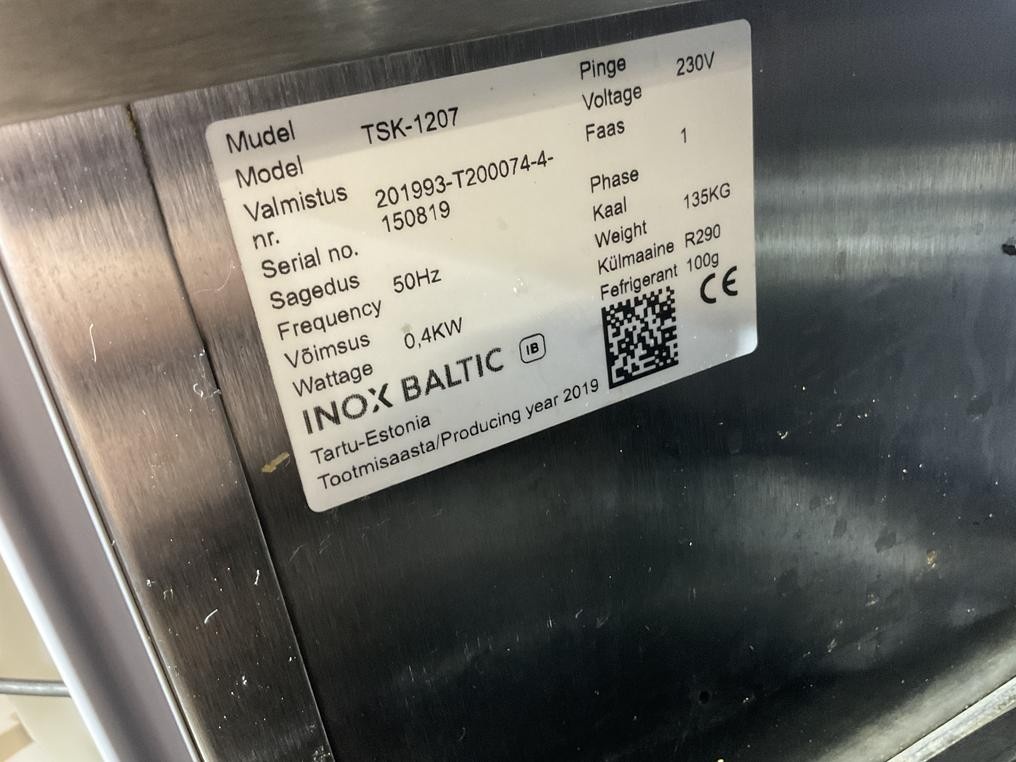 Mudel
Model TSK-1207
Valmistus
nr. 201993-T200074-4-
Serial no. 150819
Sagedus
Frequency 50Hz
Võimsus
Wattage 0,4KW
INOX BALTIC IB
Tartu-Estonia
Tootmisaasta/Producing year 2019
Pinge 230V
Voltage
Faas 1
Phase
Kaal 135KG
Weight
Külmaaine R290
Fefrigerant 100g
CE